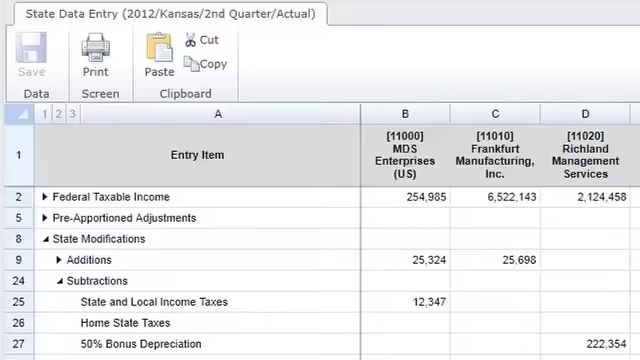 State Data Entry (2012/Kansas/2nd Quarter/Actual)
Save
Print
Paste
Cut
Copy
Data
Screen
Clipboard
1 2 3 A B C D
1 Entry Item [11000] MDS Enterprises (US) [11010] Frankfurt Manufacturing, Inc. [11020] Richland Management Services
2 Federal Taxable Income 254,985 6,522,143 2,124,458
5 Pre-Apportioned Adjustments
8 State Modifications
9 Additions 25,324 25,698
24 Subtractions
25 State and Local Income Taxes 12,347
26 Home State Taxes
27 50% Bonus Depreciation 222,354